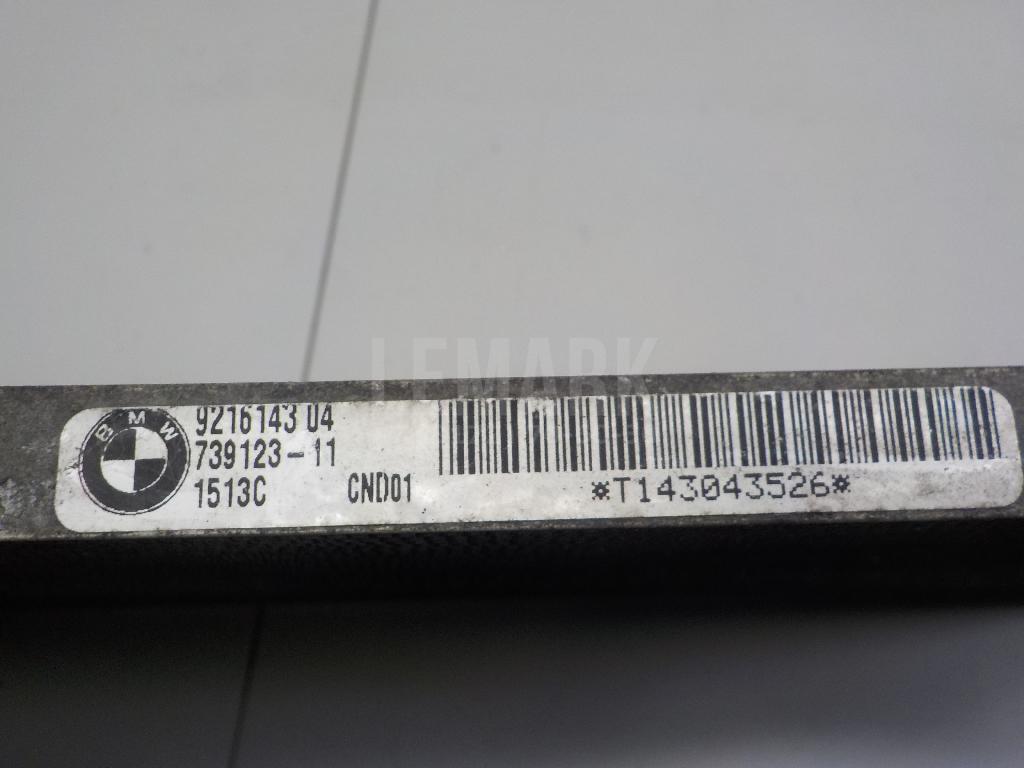 LEMARK
BMW
9216143 04
739123-11
1513C CND01
*T143043526*